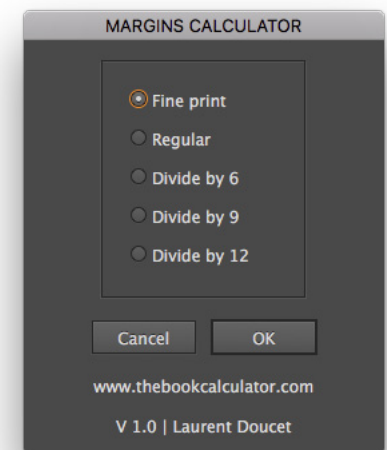 MARGINS CALCULATOR
Fine print
Regular
Divide by 6
Divide by 9
Divide by 12
Cancel OK
www.thebookcalculator.com
V 1.0 | Laurent Doucet